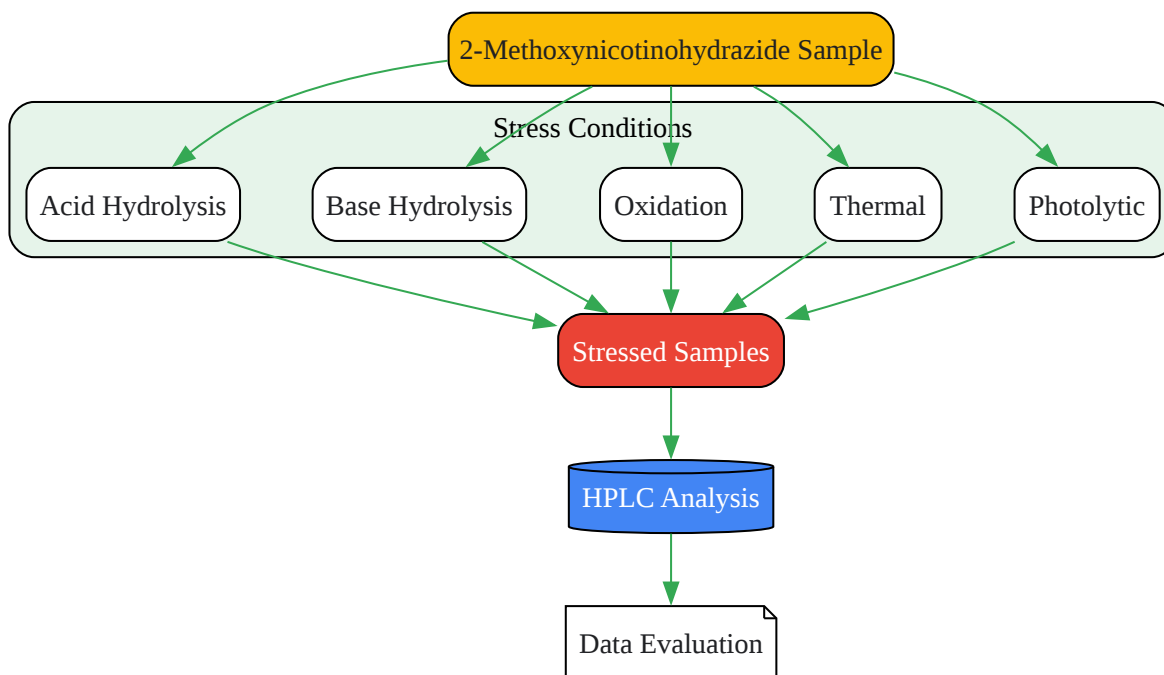 2-Methoxynicotinohydrazide Sample
Stress Conditions
Acid Hydrolysis
Base Hydrolysis
Oxidation
Thermal
Photolytic
Stressed Samples
HPLC Analysis
Data Evaluation